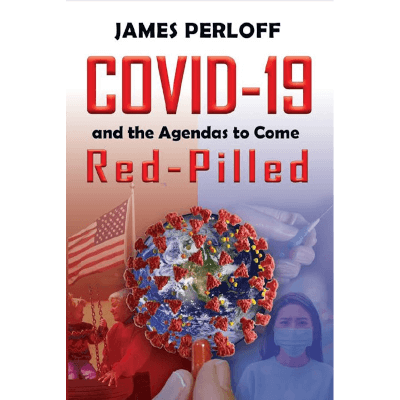 JAMES PERLOFF
COVID-19
and the Agendas to Come
Red-Pilled